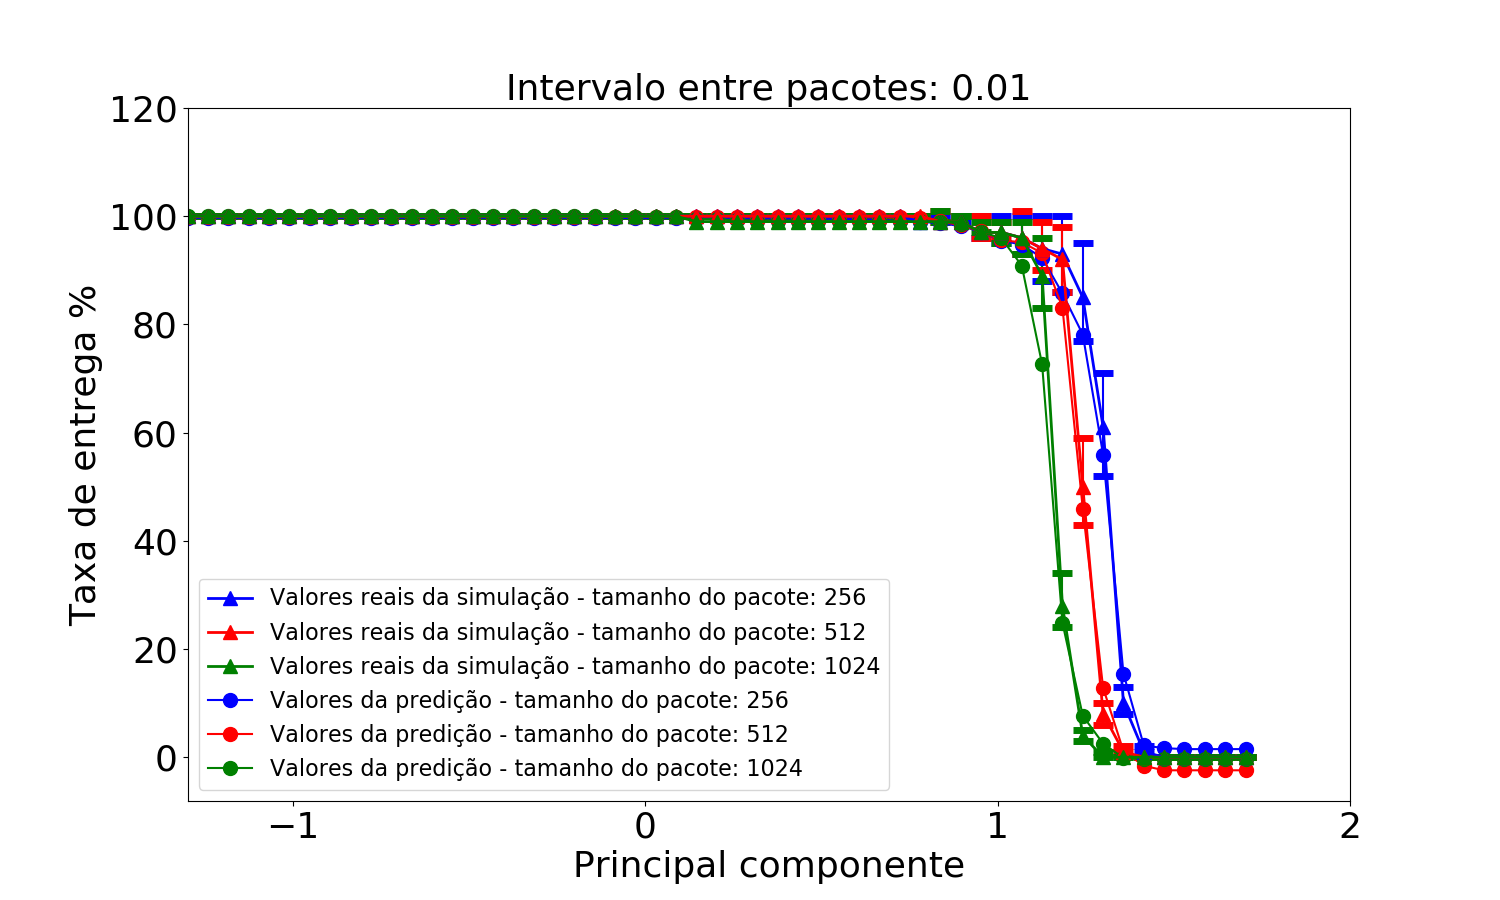 Intervalo entre pacotes: 0.01
120
100
80
60
40
20
0
Taxa de entrega %
Valores reais da simulação - tamanho do pacote: 256
Valores reais da simulação - tamanho do pacote: 512
Valores reais da simulação - tamanho do pacote: 1024
Valores da predição - tamanho do pacote: 256
Valores da predição - tamanho do pacote: 512
Valores da predição - tamanho do pacote: 1024
−1 0 1 2
Principal componente